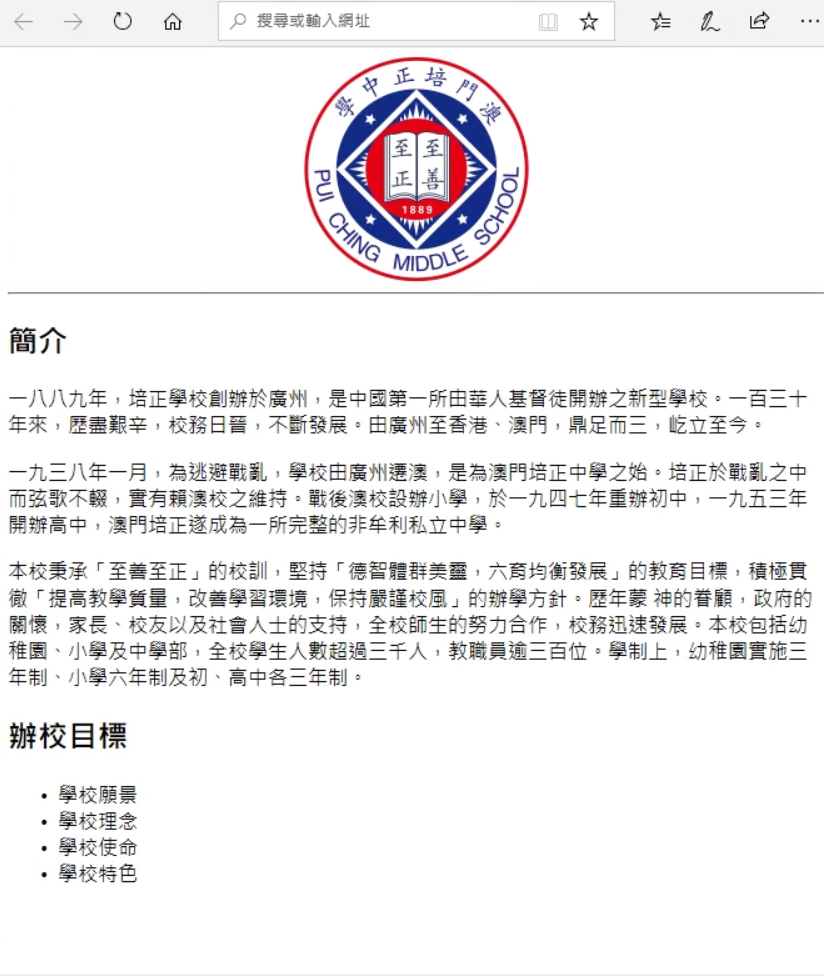 搜尋或輸入網址
學中正培門澳
至至
正善
1889
PUI CHING MIDDLE SCHOOL
簡介
一八八九年，培正學校創辦於廣州，是中國第一所由華人基督徒開辦之新型學校。一百三十
年來，歷盡艱辛，校務日晉，不斷發展。由廣州至香港、澳門，鼎足而三，屹立至今。
一九三八年一月，為逃避戰亂，學校由廣州遷澳，是為澳門培正中學之始。培正於戰亂之中
而弦歌不輟，實有賴澳校之維持。戰後澳校設辦小學，於一九四七年重辦初中，一九五三年
開辦高中，澳門培正遂成為一所完整的非牟利私立中學。
本校秉承「至善至正」的校訓，堅持「德智體群美靈，六育均衡發展」的教育目標，積極貫
徹「提高教學質量，改善學習環境，保持嚴謹校風」的辦學方針。歷年蒙 神的眷顧，政府的
關懷，家長、校友以及社會人士的支持，全校師生的努力合作，校務迅速發展。本校包括幼
稚園、小學及中學部，全校學生人數超過三千人，教職員逾三百位。學制上，幼稚園實施三
年制、小學六年制及初、高中各三年制。
辦校目標
• 學校願景
• 學校理念
• 學校使命
• 學校特色